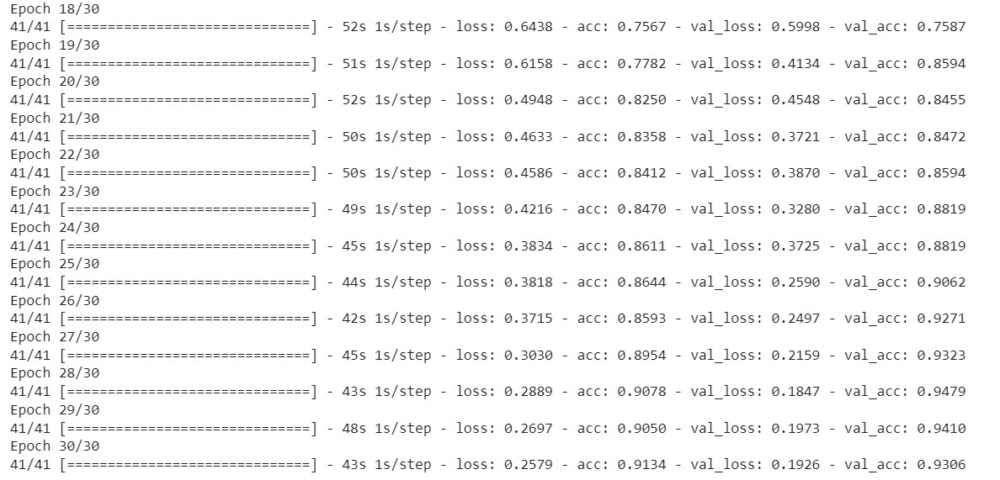 Epoch 18/30
41/41 [==============================] - 52s 1s/step - loss: 0.6438 - acc: 0.7567 - val_loss: 0.5998 - val_acc: 0.7587
Epoch 19/30
41/41 [==============================] - 51s 1s/step - loss: 0.6158 - acc: 0.7782 - val_loss: 0.4134 - val_acc: 0.8594
Epoch 20/30
41/41 [==============================] - 52s 1s/step - loss: 0.4948 - acc: 0.8250 - val_loss: 0.4548 - val_acc: 0.8455
Epoch 21/30
41/41 [==============================] - 50s 1s/step - loss: 0.4633 - acc: 0.8358 - val_loss: 0.3721 - val_acc: 0.8472
Epoch 22/30
41/41 [==============================] - 50s 1s/step - loss: 0.4586 - acc: 0.8412 - val_loss: 0.3870 - val_acc: 0.8594
Epoch 23/30
41/41 [==============================] - 49s 1s/step - loss: 0.4216 - acc: 0.8470 - val_loss: 0.3280 - val_acc: 0.8819
Epoch 24/30
41/41 [==============================] - 45s 1s/step - loss: 0.3834 - acc: 0.8611 - val_loss: 0.3725 - val_acc: 0.8819
Epoch 25/30
41/41 [==============================] - 44s 1s/step - loss: 0.3818 - acc: 0.8644 - val_loss: 0.2590 - val_acc: 0.9062
Epoch 26/30
41/41 [==============================] - 42s 1s/step - loss: 0.3715 - acc: 0.8593 - val_loss: 0.2497 - val_acc: 0.9271
Epoch 27/30
41/41 [==============================] - 45s 1s/step - loss: 0.3030 - acc: 0.8954 - val_loss: 0.2159 - val_acc: 0.9323
Epoch 28/30
41/41 [==============================] - 43s 1s/step - loss: 0.2889 - acc: 0.9078 - val_loss: 0.1847 - val_acc: 0.9479
Epoch 29/30
41/41 [==============================] - 48s 1s/step - loss: 0.2697 - acc: 0.9050 - val_loss: 0.1973 - val_acc: 0.9410
Epoch 30/30
41/41 [==============================] - 43s 1s/step - loss: 0.2579 - acc: 0.9134 - val_loss: 0.1926 - val_acc: 0.9306